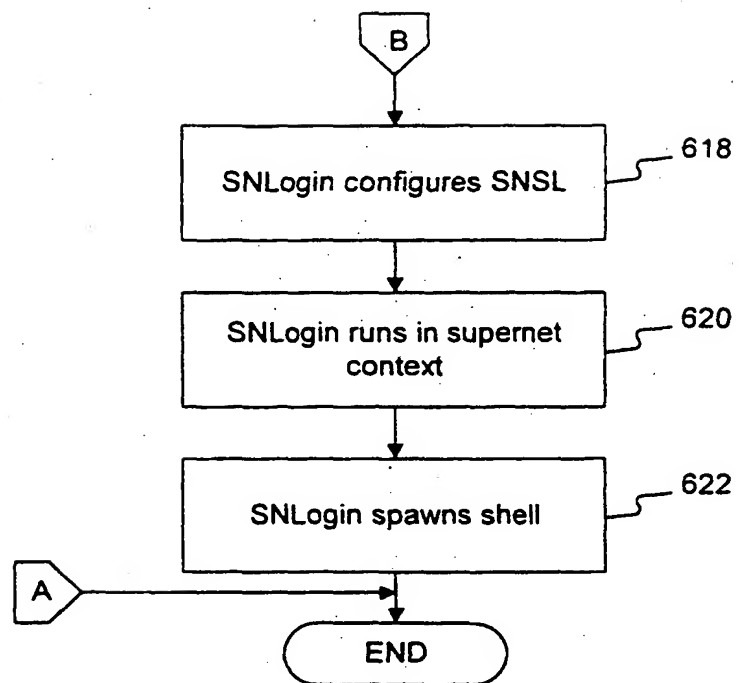 B
SNLogin configures SNSL
618
SNLogin runs in supernet
context
620
SNLogin spawns shell
622
A
END